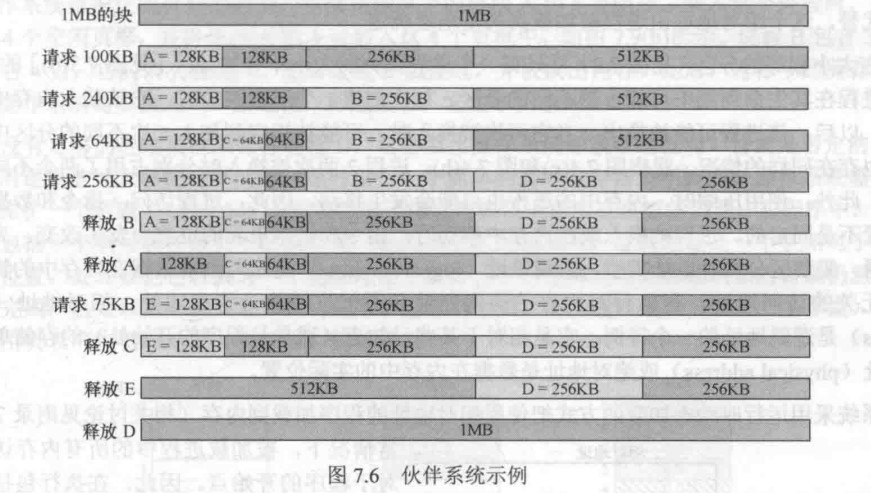 1MB的块 1MB
请求 100KB A = 128KB 128KB 256KB 512KB
请求 240KB A = 128KB 128KB B = 256KB 512KB
请求 64KB A = 128KB C = 64KB 64KB B = 256KB 512KB
请求 256KB A = 128KB C = 64KB 64KB B = 256KB D = 256KB 256KB
释放 B A = 128KB C = 64KB 64KB 256KB D = 256KB 256KB
释放 A 128KB C = 64KB 64KB 256KB D = 256KB 256KB
请求 75KB E = 128KB C = 64KB 64KB 256KB D = 256KB 256KB
释放 C E = 128KB 128KB 256KB D = 256KB 256KB
释放 E 512KB D = 256KB 256KB
释放 D 1MB
图 7.6 伙伴系统示例